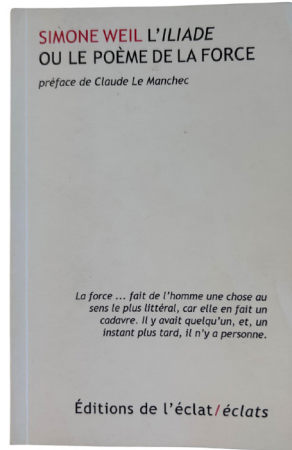 SIMONE WEIL L'ILIADE
OU LE POÈME DE LA FORCE
préface de Claude Le Manchec
La force ... fait de l'homme une chose au
sens le plus littéral, car elle en fait un
cadavre. Il y avait quelqu'un, et, un
instant plus tard, il n'y a personne.
Éditions de l'éclat/éclats